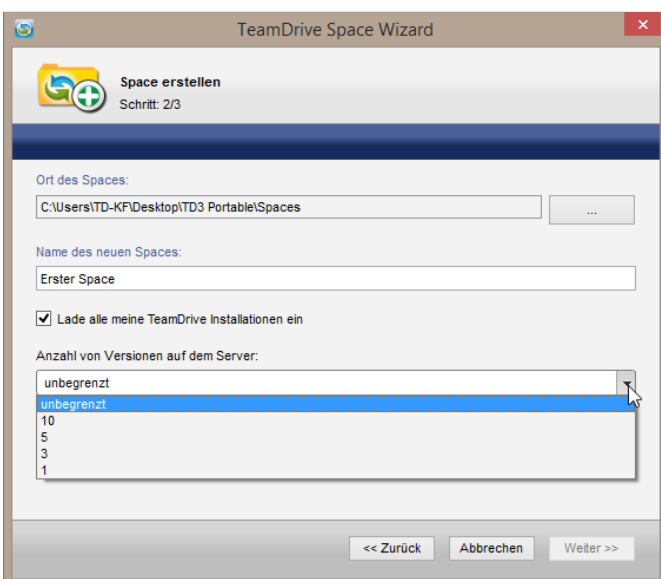 TeamDrive Space Wizard
Space erstellen
Schritt: 2/3
Ort des Spaces:
C:\Users\TD-KF\Desktop\TD3 Portable\Spaces
...
Name des neuen Spaces:
Erster Space
Lade alle meine TeamDrive Installationen ein
Anzahl von Versionen auf dem Server:
unbegrenzt
unbegrenzt
10
5
3
1
<< Zurück Abbrechen Weiter >>